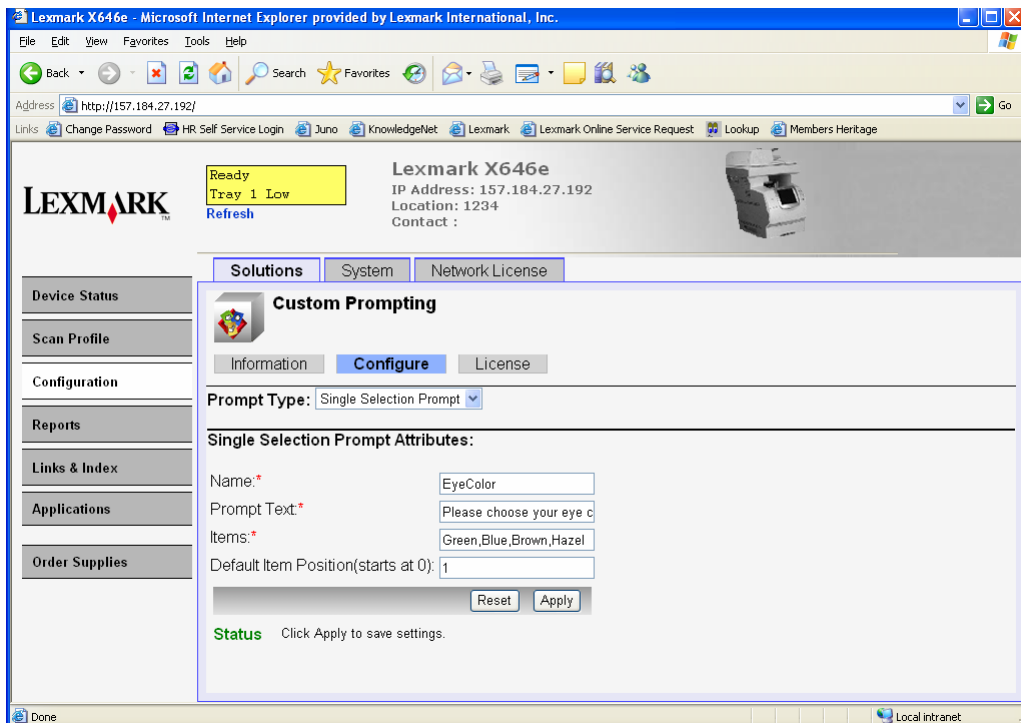 Lexmark X646e - Microsoft Internet Explorer provided by Lexmark International, Inc.
File Edit View Favorites Tools Help
Back Search Favorites
Address http://157.184.27.192/ Go
Links Change Password HR Self Service Login Juno KnowledgeNet Lexmark Lexmark Online Service Request Lookup Members Heritage
LEXMARK TM
Ready
Tray 1 Low
Refresh
Lexmark X646e
IP Address: 157.184.27.192
Location: 1234
Contact :
Device Status
Scan Profile
Configuration
Reports
Links & Index
Applications
Order Supplies
Solutions System Network License
Custom Prompting
Information Configure License
Prompt Type: Single Selection Prompt
Single Selection Prompt Attributes:
Name:* EyeColor
Prompt Text:* Please choose your eye c
Items:* Green,Blue,Brown,Hazel
Default Item Position(starts at 0): 1
Reset Apply
Status Click Apply to save settings.
Done Local intranet